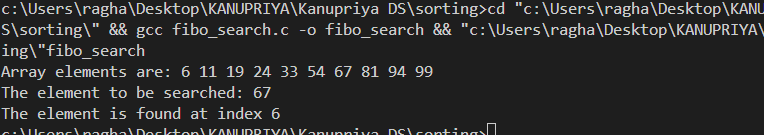 c:\Users\ragha\Desktop\KANUPRIYA\Kanupriya DS\sorting>cd "c:\Users\ragha\Desktop\KANU
S\sorting\" && gcc fibo_search.c -o fibo_search && "c:\Users\ragha\Desktop\KANUPRIYA\
ing\"fibo_search
Array elements are: 6 11 19 24 33 54 67 81 94 99
The element to be searched: 67
The element is found at index 6
c:\Users\ragha\Desktop\KANUPRIYA\Kanupriya DS\sorting>